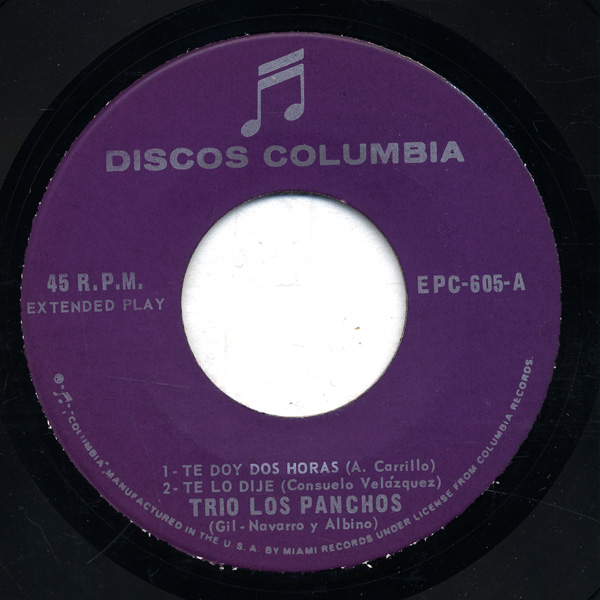 DISCOS COLUMBIA
45 R.P.M.
EXTENDED PLAY
EPC-605-A
1- TE DOY DOS HORAS (A. Carrillo)
2- TE LO DIJE (Consuelo Velázquez)
TRIO LOS PANCHOS
(Gil - Navarro y Albino)
®-"COLUMBIA", MANUFACTURED IN THE U. S. A. BY MIAMI RECORDS UNDER LICENSE FROM COLUMBIA RECORDS.